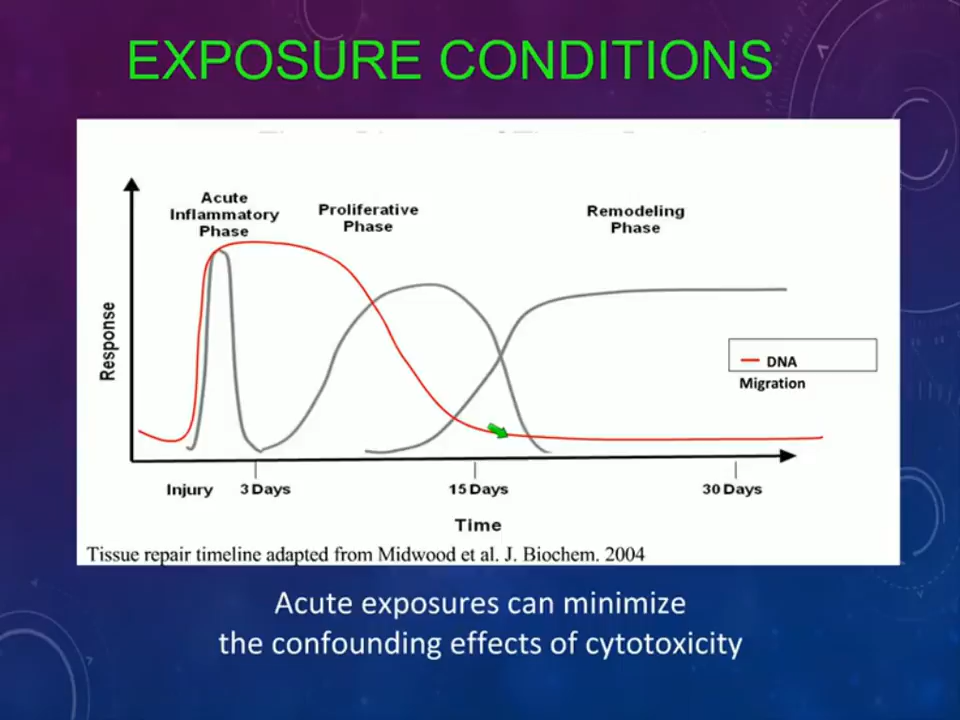 EXPOSURE CONDITIONS
Acute
Inflammatory
Phase
Proliferative
Phase
Remodeling
Phase
Response
DNA
Migration
Injury
3 Days
15 Days
30 Days
Time
Tissue repair timeline adapted from Midwood et al. J. Biochem. 2004
Acute exposures can minimize
the confounding effects of cytotoxicity